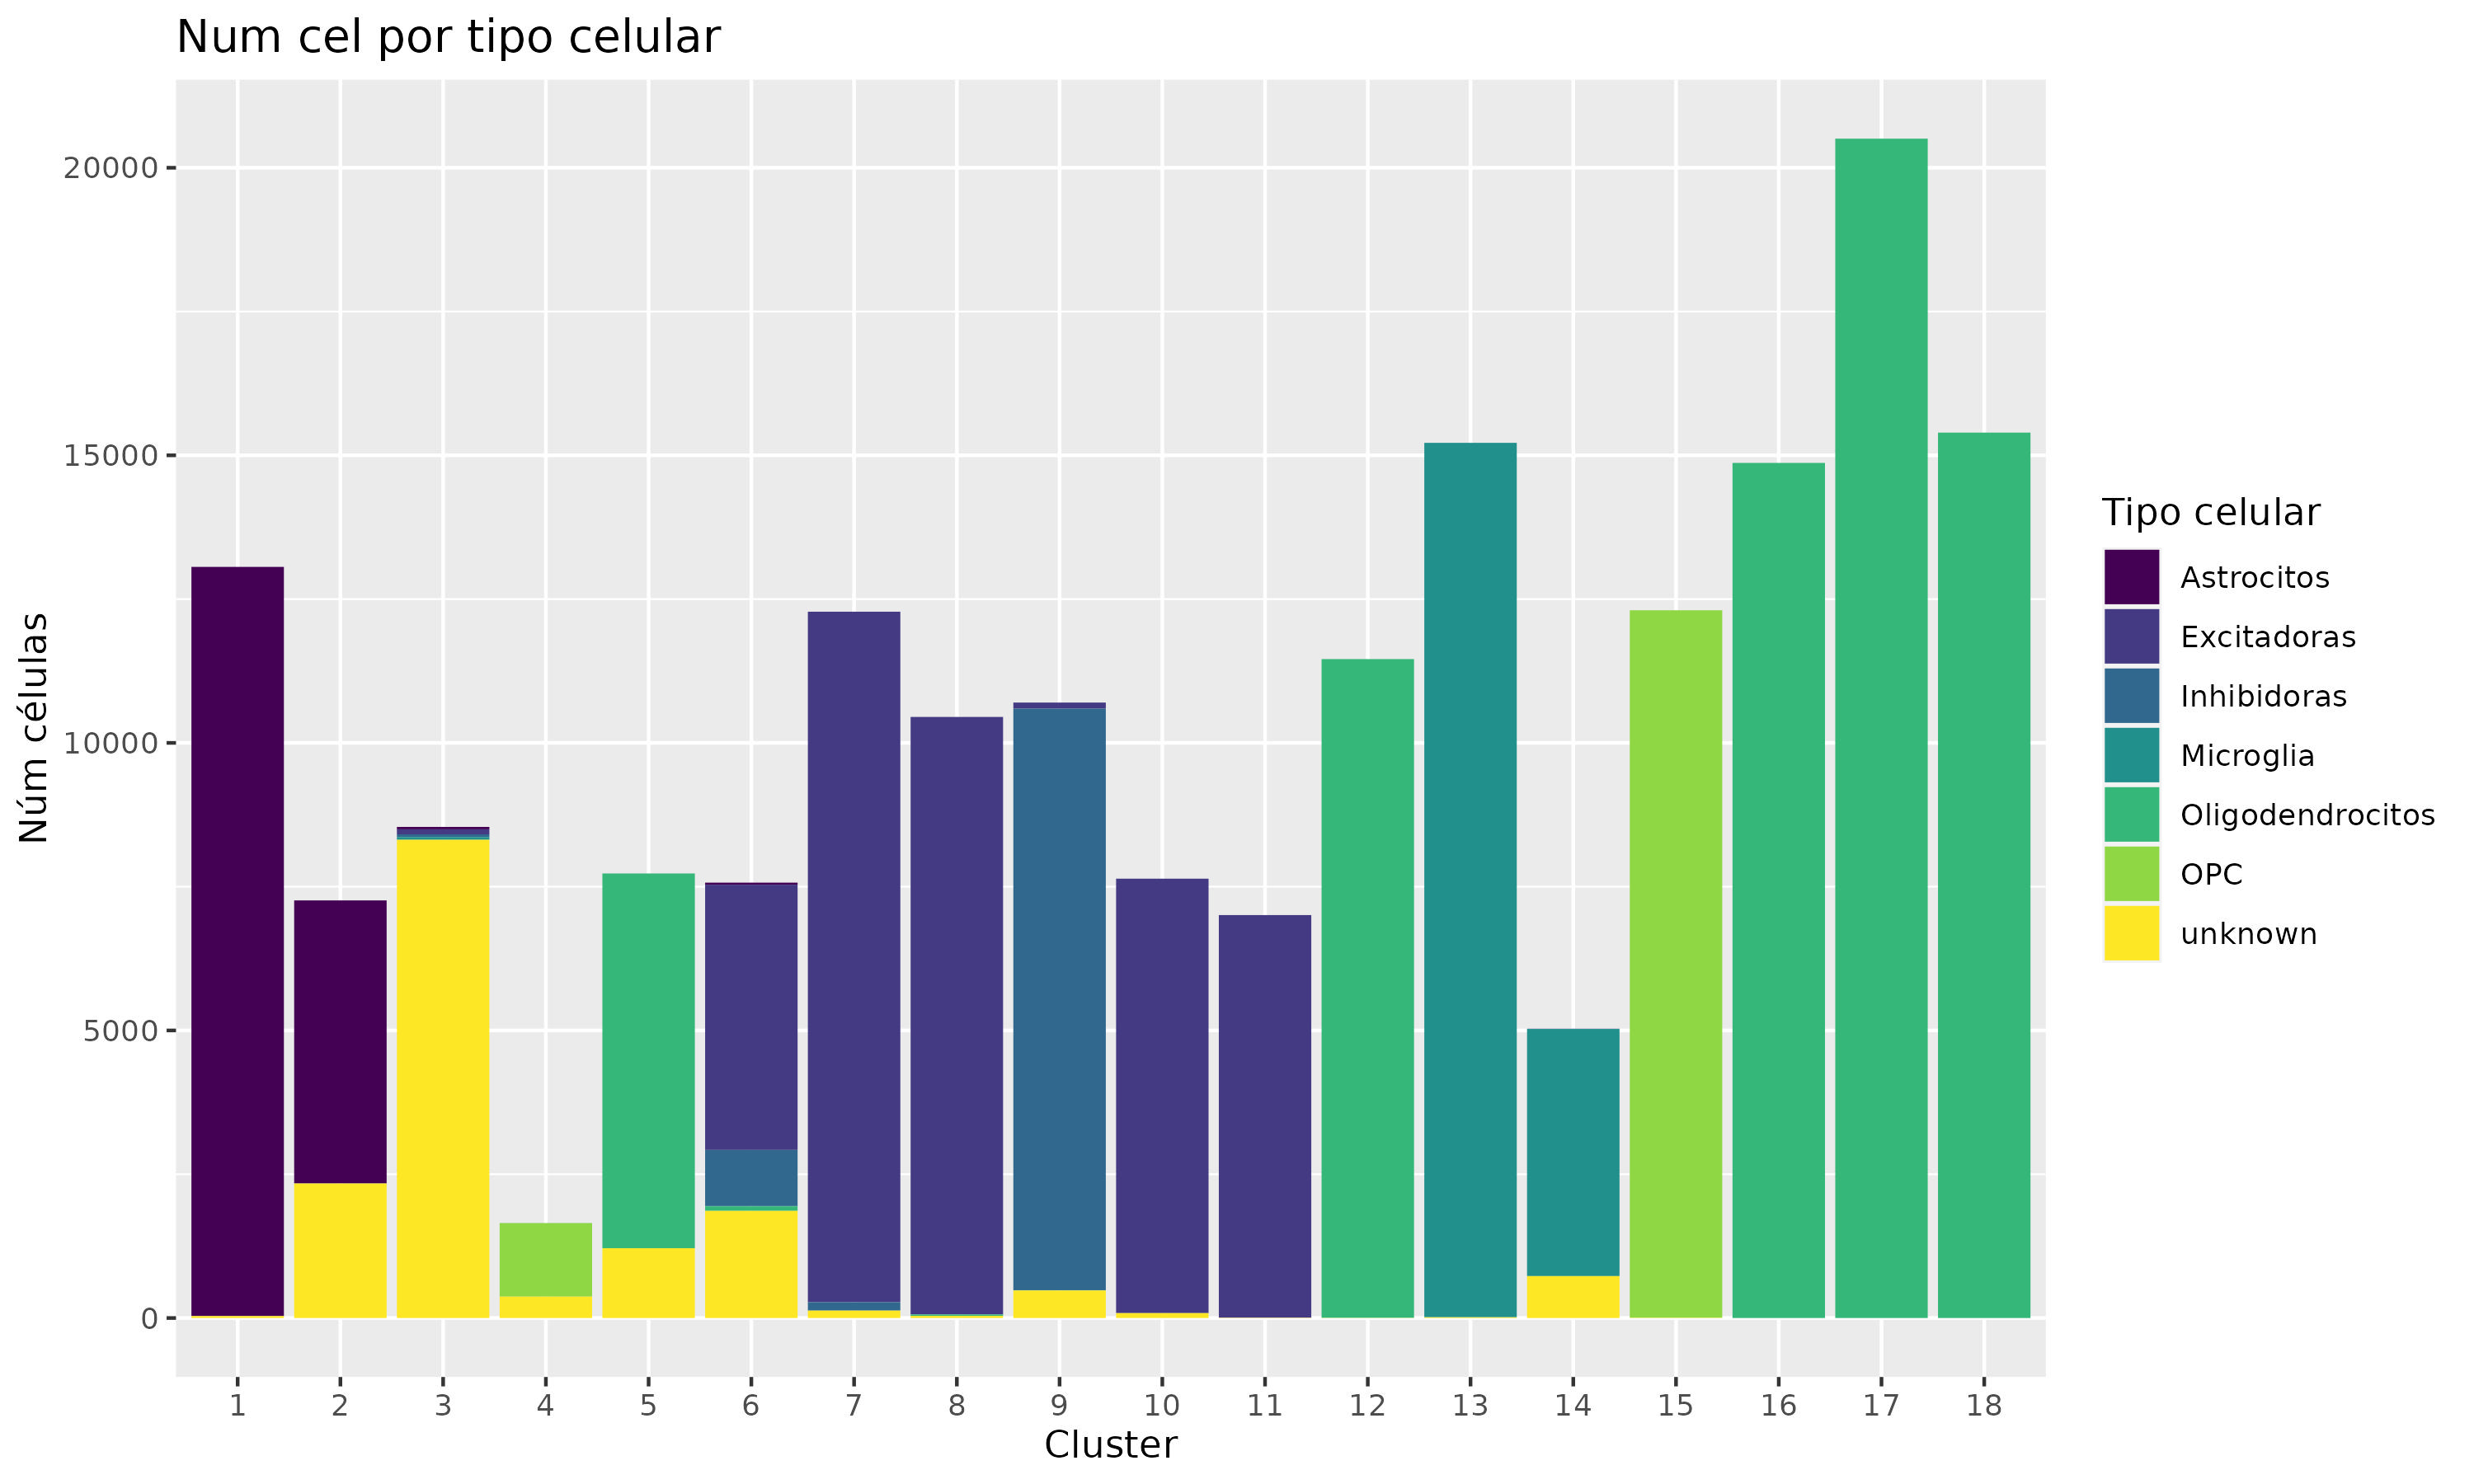 Num cel por tipo celular
Núm células
20000
15000
10000
5000
0
1 2 3 4 5 6 7 8 9 10 11 12 13 14 15 16 17 18
Cluster
Tipo celular
Astrocitos
Excitadoras
Inhibidoras
Microglia
Oligodendrocitos
OPC
unknown